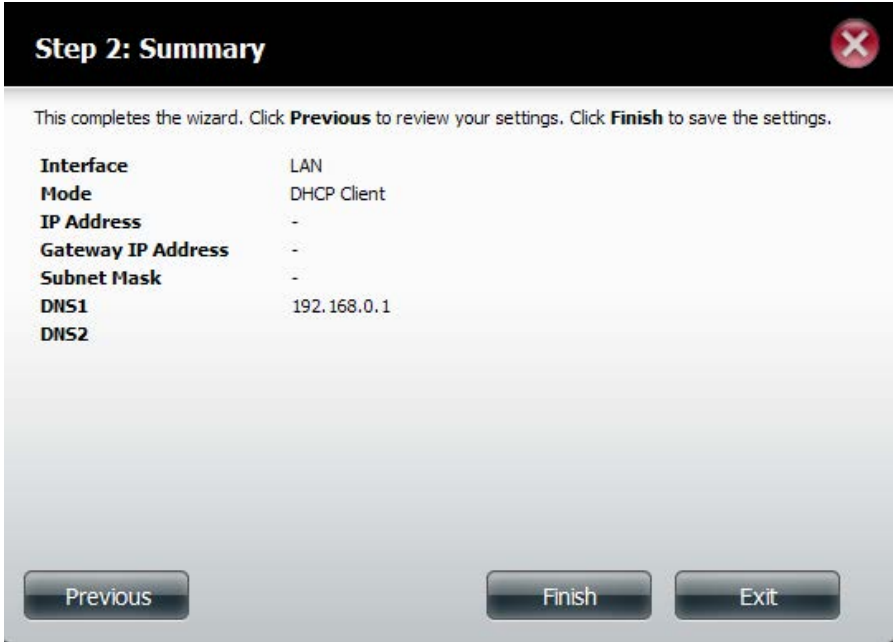 Step 2: Summary
This completes the wizard. Click Previous to review your settings. Click Finish to save the settings.
Interface LAN
Mode DHCP Client
IP Address -
Gateway IP Address -
Subnet Mask -
DNS1 192.168.0.1
DNS2
Previous Finish Exit